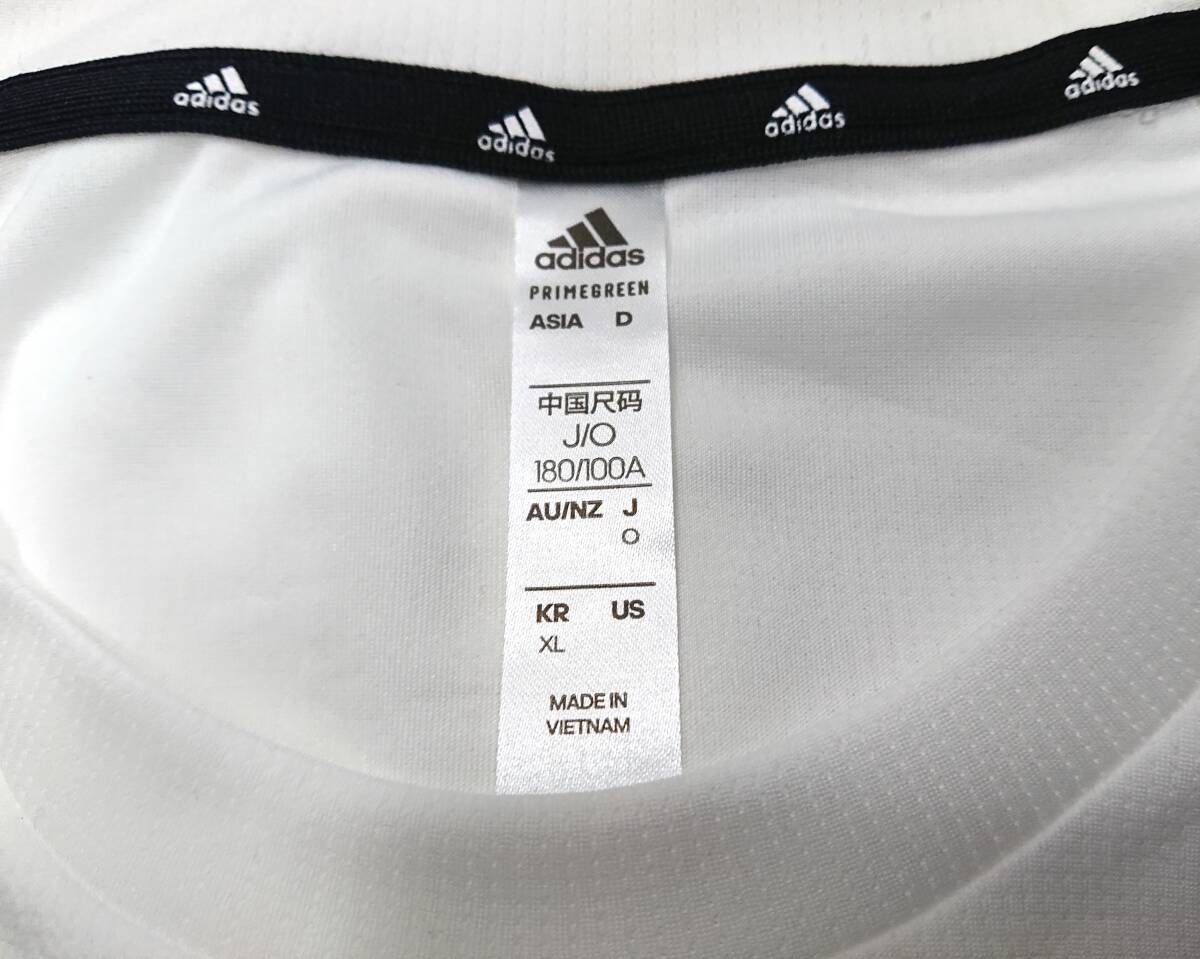 adidas adidas adidas adidas
adidas
PRIMEGREEN
ASIA D
中国尺码
J/O
180/100A
AU/NZ J
O
KR US
XL
MADE IN
VIETNAM